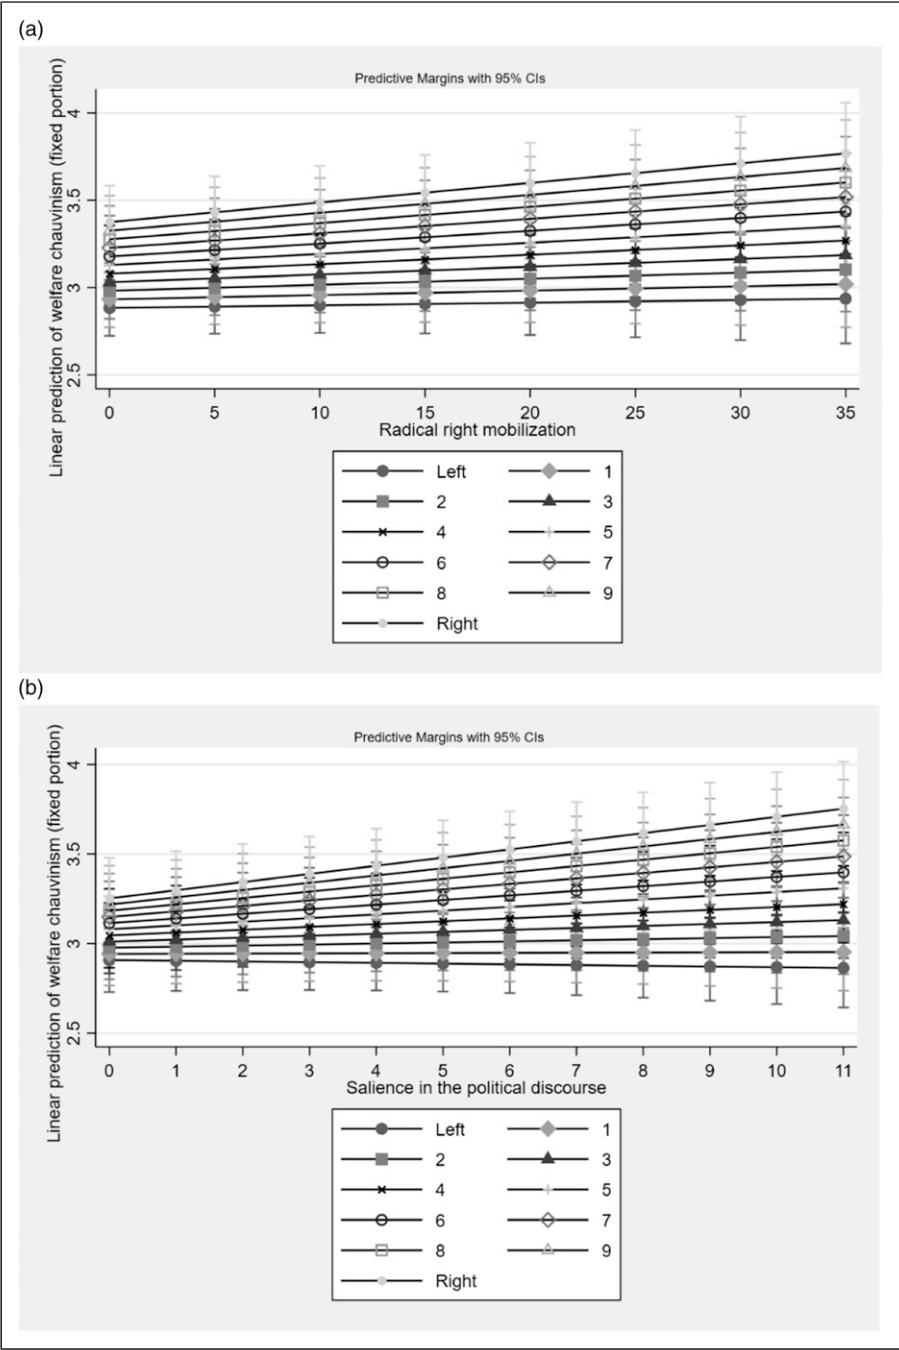 (a)
Predictive Margins with 95% CIs
Linear prediction of welfare chauvinism (fixed portion)
4
3.5
3
2.5
0 5 10 15 20 25 30 35
Radical right mobilization
Left 1
2 3
4 5
6 7
8 9
Right
(b)
Predictive Margins with 95% CIs
Linear prediction of welfare chauvinism (fixed portion)
4
3.5
3
2.5
0 1 2 3 4 5 6 7 8 9 10 11
Salience in the political discourse
Left 1
2 3
4 5
6 7
8 9
Right